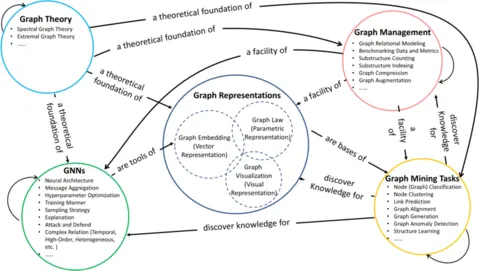 Graph Theory
• Spectral Graph Theory
• Extremal Graph Theory
• ......
a theoretical foundation of
a theoretical foundation of
a facility of
a theoretical
foundation of
a theoretical
foundation of
Graph Management
• Graph Relational Modeling
• Benchmarking Data and Metrics
• Substructure Counting
• Substructure Indexing
• Graph Compression
• Graph Augmentation
• ......
a facility of
a
facility
of
discover
Knowledge
for
Graph Representations
Graph Law
(Parametric
Representation)
Graph Embedding
(Vector
Representation)
Graph
Visualization
(Visual
Representation)
are tools of
are bases of
discover
Knowledge for
discover knowledge for
GNNs
• Neural Architecture
• Message Aggregation
• Hyperparameter Optimization
• Training Manner
• Sampling Strategy
• Explanation
• Attack and Defend
• Complex Relation (Temporal,
High-Order, Heterogeneous,
etc. )
• ......
Graph Mining Tasks
• Node (Graph) Classification
• Node Clustering
• Link Prediction
• Graph Alignment
• Graph Generation
• Graph Anomaly Detection
• Structure Learning
• ......